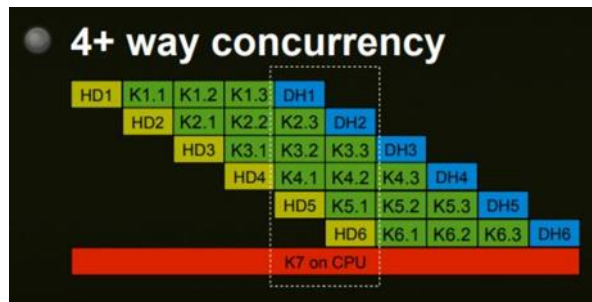 4+ way concurrency
HD1 K1.1 K1.2 K1.3 DH1
HD2 K2.1 K2.2 K2.3 DH2
HD3 K3.1 K3.2 K3.3 DH3
HD4 K4.1 K4.2 K4.3 DH4
HD5 K5.1 K5.2 K5.3 DH5
HD6 K6.1 K6.2 K6.3 DH6
K7 on CPU